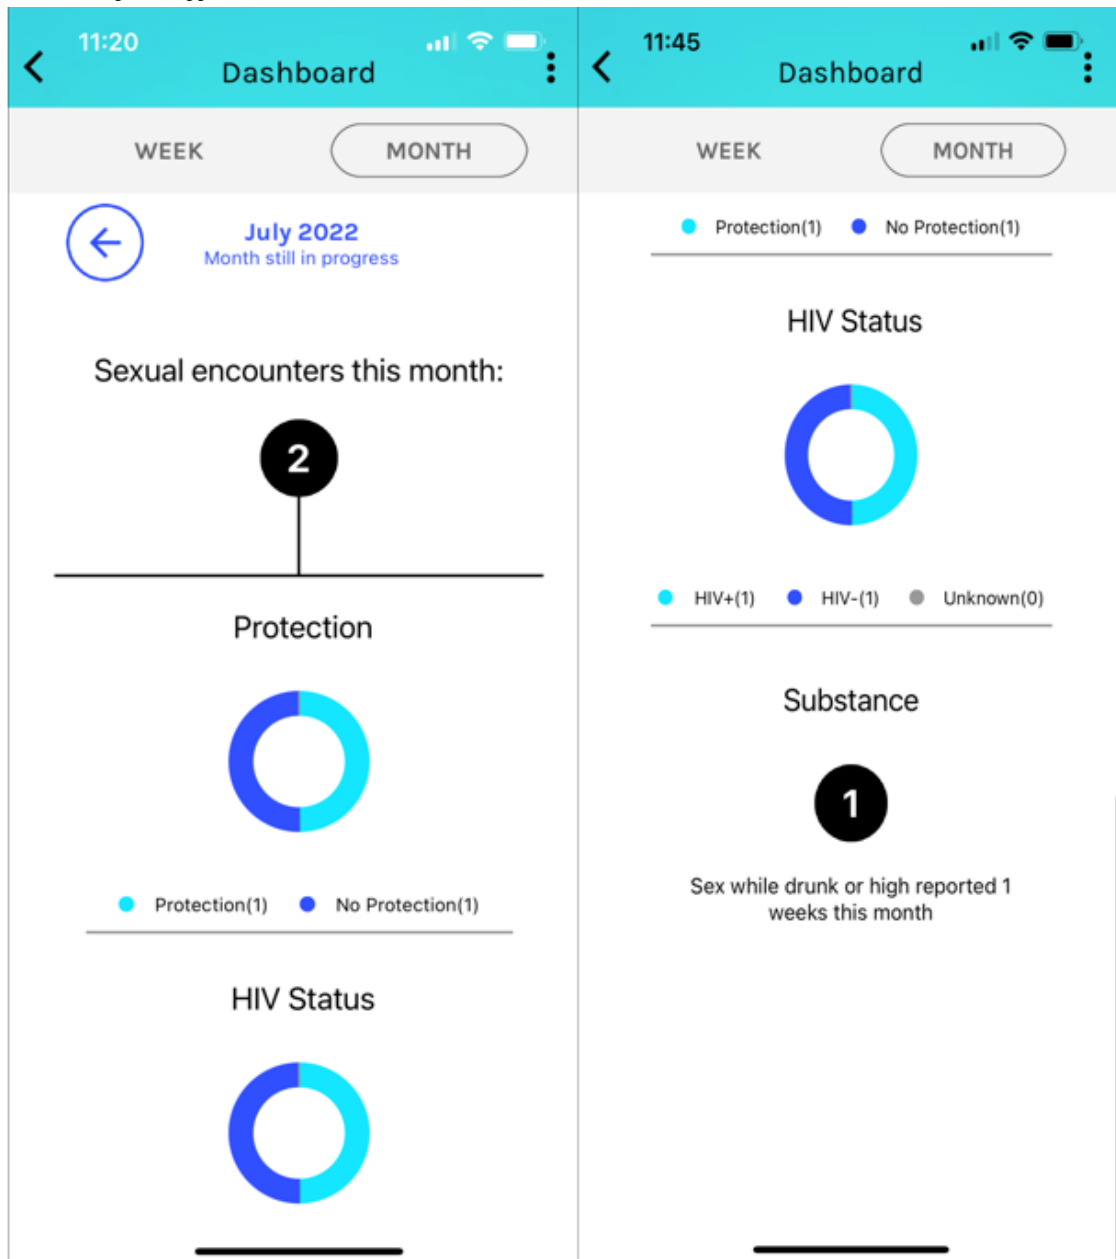 11:20
Dashboard
WEEK MONTH
July 2022
Month still in progress
Sexual encounters this month:
2
Protection
Protection(1) No Protection(1)
HIV Status
11:45
Dashboard
WEEK MONTH
Protection(1) No Protection(1)
HIV Status
HIV+(1) HIV-(1) Unknown(0)
Substance
1
Sex while drunk or high reported 1
weeks this month